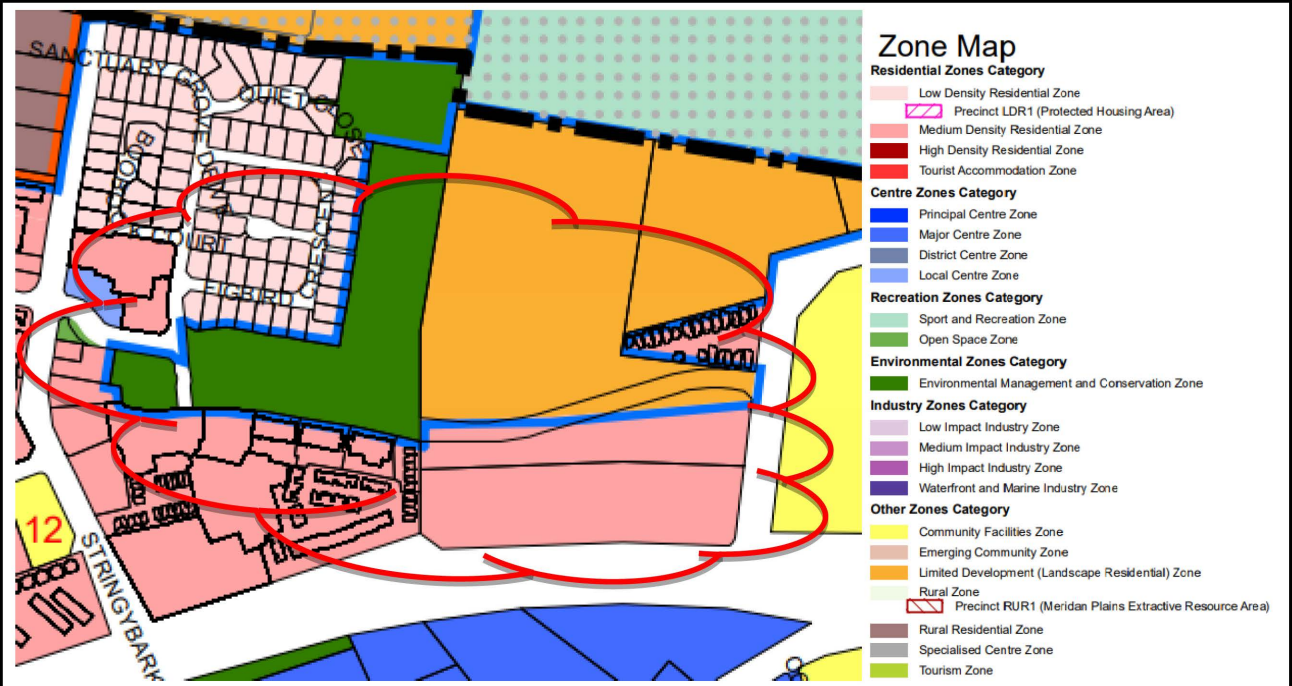 SANCTUARY GROVE
QUIET CLOSE
COURT
CRESCENT
FIGBIRD
12
STRINGYBARK
Zone Map
Residential Zones Category
Low Density Residential Zone
Precinct LDR1 (Protected Housing Area)
Medium Density Residential Zone
High Density Residential Zone
Tourist Accommodation Zone
Centre Zones Category
Principal Centre Zone
Major Centre Zone
District Centre Zone
Local Centre Zone
Recreation Zones Category
Sport and Recreation Zone
Open Space Zone
Environmental Zones Category
Environmental Management and Conservation Zone
Industry Zones Category
Low Impact Industry Zone
Medium Impact Industry Zone
High Impact Industry Zone
Waterfront and Marine Industry Zone
Other Zones Category
Community Facilities Zone
Emerging Community Zone
Limited Development (Landscape Residential) Zone
Rural Zone
Precinct RUR1 (Meridan Plains Extractive Resource Area)
Rural Residential Zone
Specialised Centre Zone
Tourism Zone